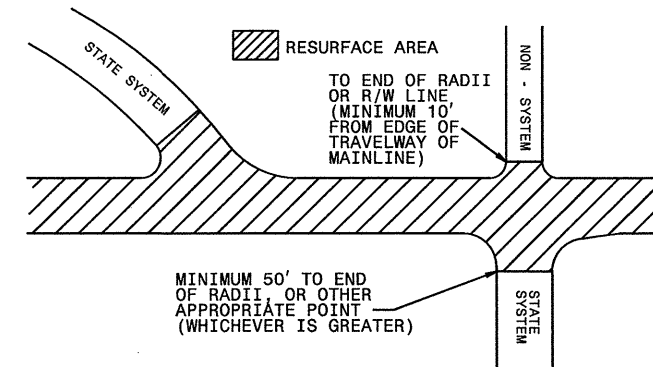 STATE SYSTEM
RESURFACE AREA
TO END OF RADII
OR R/W LINE
(MINIMUM 10'
FROM EDGE OF
TRAVELWAY OF
MAINLINE)
NON - SYSTEM
MINIMUM 50' TO END
OF RADII, OR OTHER
APPROPRIATE POINT
(WHICHEVER IS GREATER)
STATE
SYSTEM